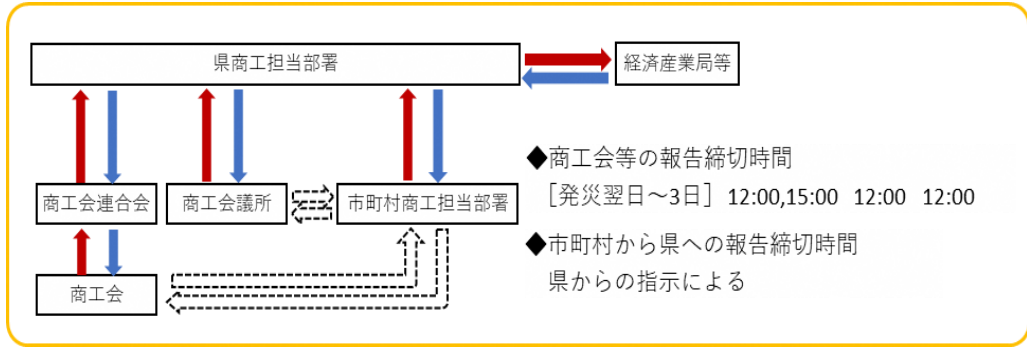 県商工担当部署
経済産業局等
商工会連合会
商工会議所
市町村商工担当部署
商工会
◆商工会等の報告締切時間
［発災翌日～3日］ 12:00,15:00 12:00 12:00
◆市町村から県への報告締切時間
県からの指示による